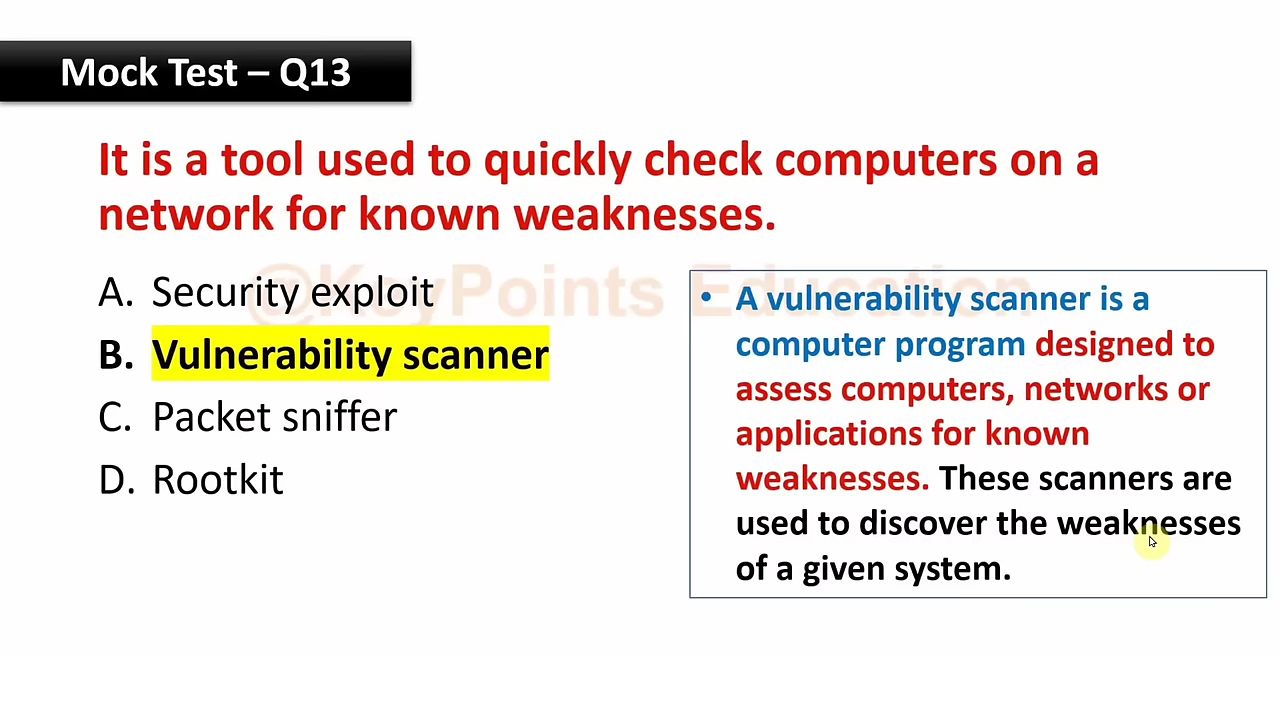 Mock Test – Q13
It is a tool used to quickly check computers on a
network for known weaknesses.
@KeyPoints Education
A. Security exploit
B. Vulnerability scanner
C. Packet sniffer
D. Rootkit
• A vulnerability scanner is a
computer program designed to
assess computers, networks or
applications for known
weaknesses. These scanners are
used to discover the weaknesses
of a given system.